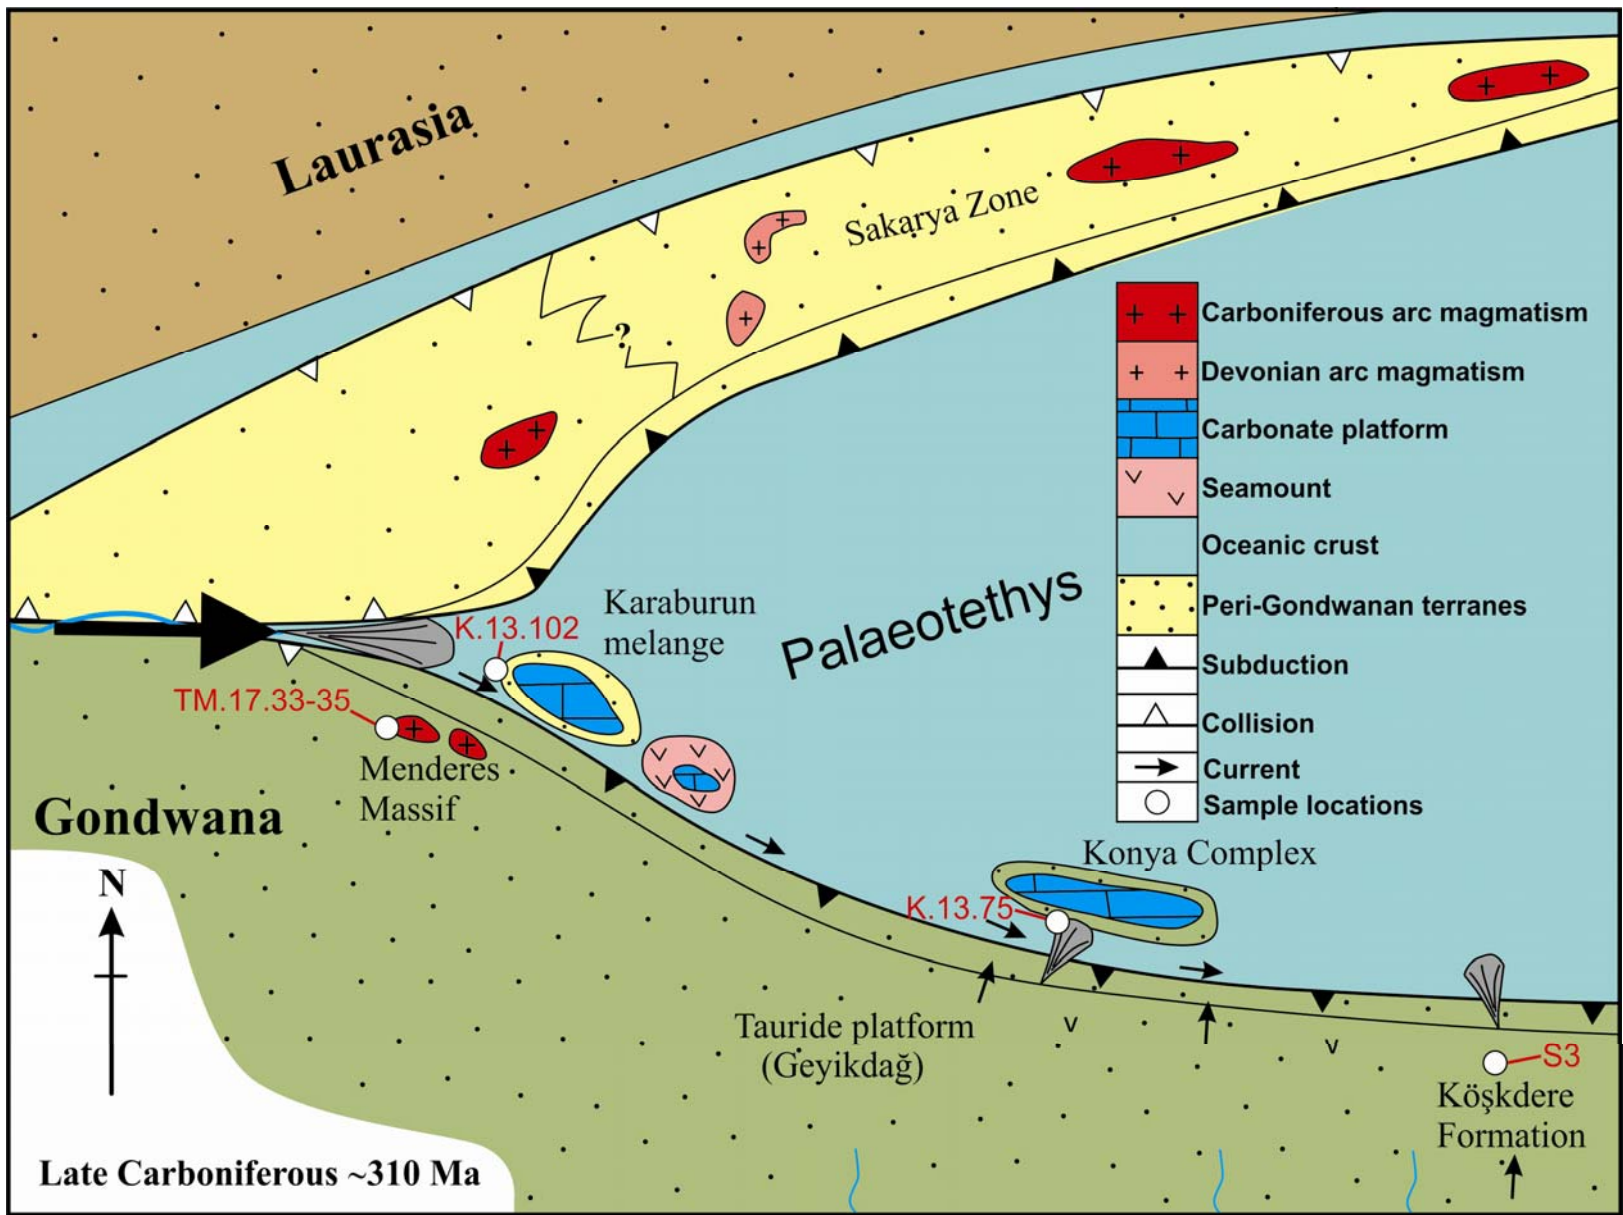 Laurasia
Sakarya Zone
?
Carboniferous arc magmatism
Devonian arc magmatism
Carbonate platform
Seamount
Oceanic crust
Peri-Gondwanan terranes
Subduction
Collision
Current
Sample locations
Palaeotethys
Karaburun
melange
K.13.102
TM.17.33-35
Menderes
Massif
Gondwana
N
Konya Complex
K.13.75
Tauride platform
(Geyikdağ)
S3
Köşkdere
Formation
Late Carboniferous ~310 Ma